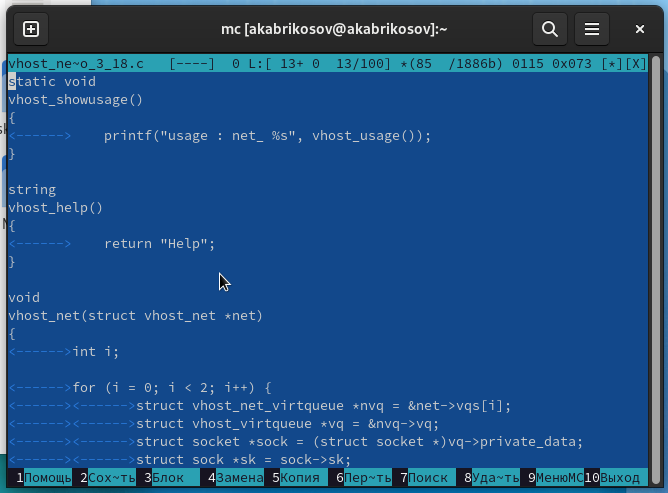 mc [akabrikosov@akabrikosov]:~
vhost_ne~o_3_18.c   [----]  0 L:[ 13+ 0  13/100] *(85  /1886b) 0115 0x073 [*][X]
static void
vhost_showusage()
{
<------>    printf("usage : net_ %s", vhost_usage());
}

string
vhost_help()
{
<------>    return "Help";
}

void
vhost_net(struct vhost_net *net)
{
<------>int i;

<------>for (i = 0; i < 2; i++) {
<------><------>struct vhost_net_virtqueue *nvq = &net->vqs[i];
<------><------>struct vhost_virtqueue *vq = &nvq->vq;
<------><------>struct socket *sock = (struct socket *)vq->private_data;
<------><------>struct sock *sk = sock->sk;
1Помощь 2Сох~ть 3Блок 4Замена 5Копия 6Пер~ть 7Поиск 8Уда~ть 9МенюMC 10Выход